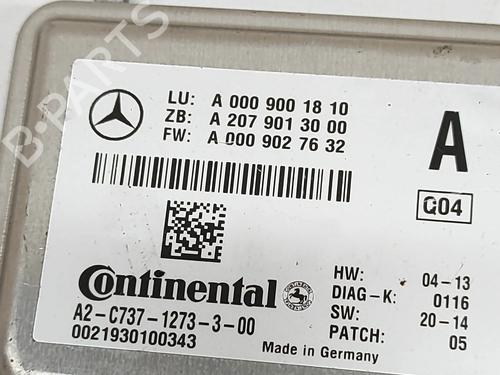 LU: A 000 900 18 10
ZB: A 207 901 30 00
FW: A 000 902 76 32
A
Q04
Continental
A2-C737-1273-3-00
0021930100343
HW: 04-13
DIAG-K: 0116
SW: 20-14
PATCH: 05
Made in Germany
B-PARTS